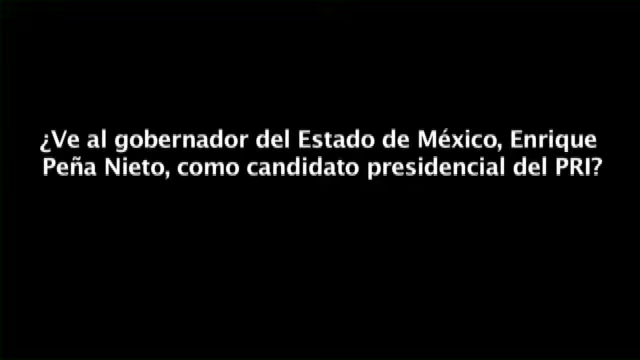 ¿Ve al gobernador del Estado de México, Enrique
Peña Nieto, como candidato presidencial del PRI?